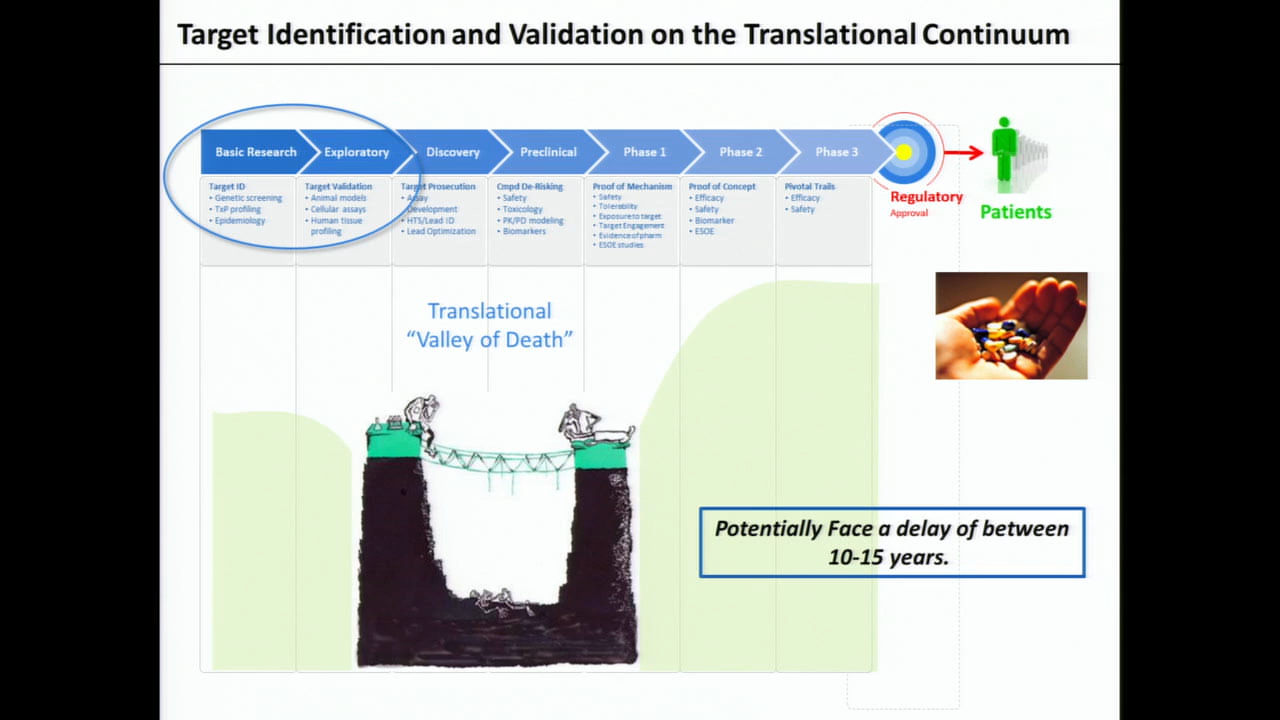 Target Identification and Validation on the Translational Continuum
Basic Research
Exploratory
Discovery
Preclinical
Phase 1
Phase 2
Phase 3
Target ID
• Genetic screening
• TxP profiling
• Epidemiology
Target Validation
• Animal models
• Cellular assays
• Human tissue
profiling
Target Prosecution
• Assay
Development
• HTS/Lead ID
• Lead Optimization
Cmpd De-Risking
• Safety
• Toxicology
• PK/PD modeling
• Biomarkers
Proof of Mechanism
• Safety
• Tolerability
• Exposure to target
• Target Engagement
• Evidence of pharm
• ESOE studies
Proof of Concept
• Efficacy
• Safety
• Biomarker
• ESOE
Pivotal Trails
• Efficacy
• Safety
Regulatory
Approval
Patients
Translational
“Valley of Death”
Potentially Face a delay of between
10-15 years.